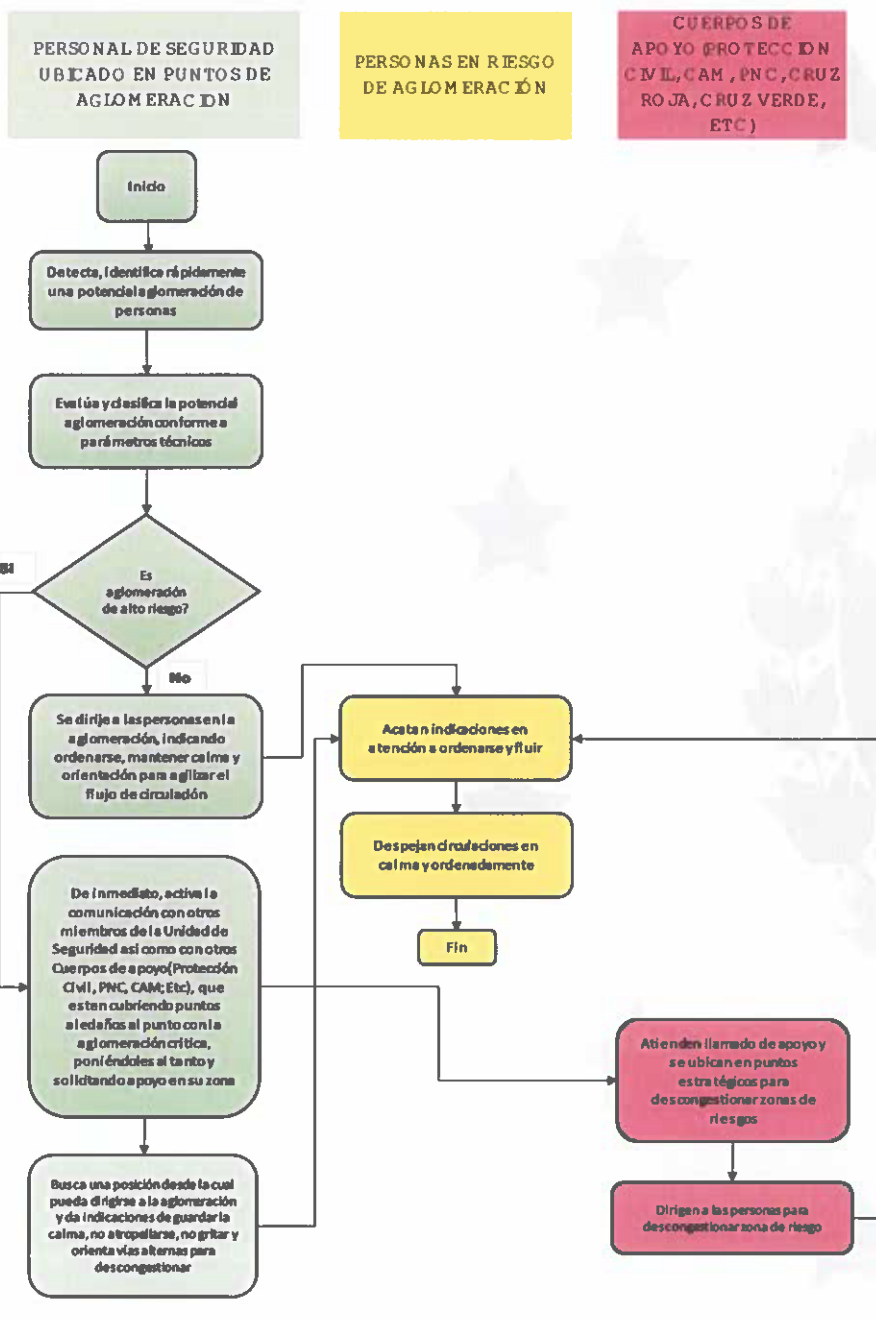 PERSONAL DE SEGURIDAD
UBICADO EN PUNTOS DE
AGLOMERACION
PERSONAS EN RIESGO
DE AGLOMERACIÓN
CUERPOS DE
APOYO (PROTECCION
CIVIL, CAM, PNC, CRUZ
ROJA, CRUZ VERDE,
ETC)
Inicio
Detecta, identifica rápidamente
una potencial aglomeración de
personas
Evalúa y clasifica la potencial
aglomeración conforme a
parámetros técnicos
Es
aglomeración
de alto riesgo?
SI
No
Se dirije a las personas en la
aglomeración, indicando
ordenarse, mantener calma y
orientación para agilizar el
flujo de circulación
Acatan indicaciones en
atención a ordenarse y fluir
Despejan circulaciones en
calma y ordenadamente
Fin
De inmediato, activa la
comunicación con otros
miembros de la Unidad de
Seguridad asi como con otros
Cuerpos de apoyo(Protección
Civil, PNC, CAM; Etc), que
esten cubriendo puntos
aledaños al punto con la
aglomeración critica,
poniéndoles al tanto y
solicitando apoyo en su zona
Atienden llamado de apoyo y
se ubican en puntos
estratégicos para
descongestionar zonas de
riesgos
Busca una posición desde la cual
pueda dirigirse a la aglomeración
y da indicaciones de guardar la
calma, no atropellarse, no gritar y
orienta vías alternas para
descongestionar
Dirigen a las personas para
descongestionar zona de riesgo